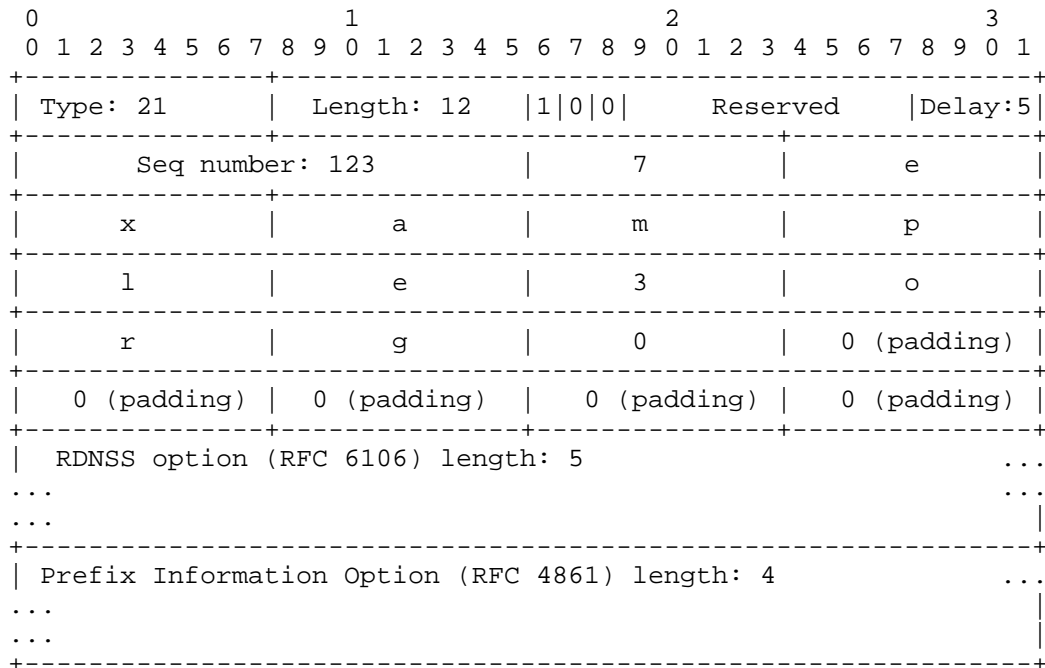 0                   1                   2                   3
 0 1 2 3 4 5 6 7 8 9 0 1 2 3 4 5 6 7 8 9 0 1 2 3 4 5 6 7 8 9 0 1
+---------------+-----------------------------------------------+
| Type: 21      |  Length: 12   |1|0|0|     Reserved    |Delay:5|
+---------------+-------------------------------+---------------+
|       Seq number: 123         |      7        |       e       |
+---------------+-----------------------------------------------+
|      x        |       a       |      m        |       p       |
+---------------------------------------------------------------+
|      l        |       e       |      3        |       o       |
+---------------------------------------------------------------+
|      r        |       g       |      0        |   0 (padding) |
+---------------------------------------------------------------+
|   0 (padding) |  0 (padding)  |   0 (padding) |   0 (padding) |
+---------------+---------------+---------------+---------------+
|  RDNSS option (RFC 6106) length: 5                          ...
...                                                           ...
...                                                             |
+---------------------------------------------------------------+
| Prefix Information Option (RFC 4861) length: 4              ...
...                                                             |
...                                                             |
+---------------------------------------------------------------+